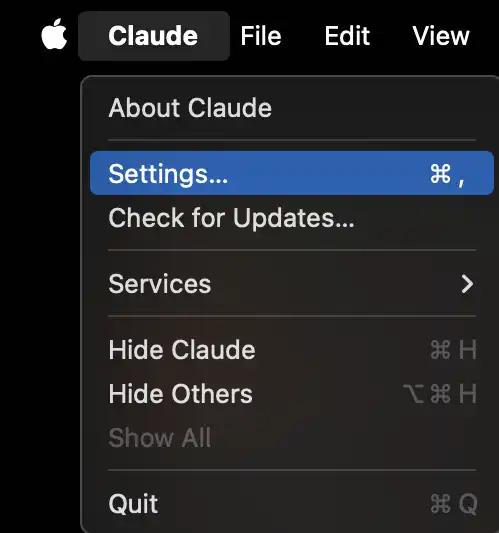 Claude File Edit View
About Claude
Settings... ⌘ ,
Check for Updates...
Services
Hide Claude ⌘ H
Hide Others ⌥ ⌘ H
Show All
Quit ⌘ Q